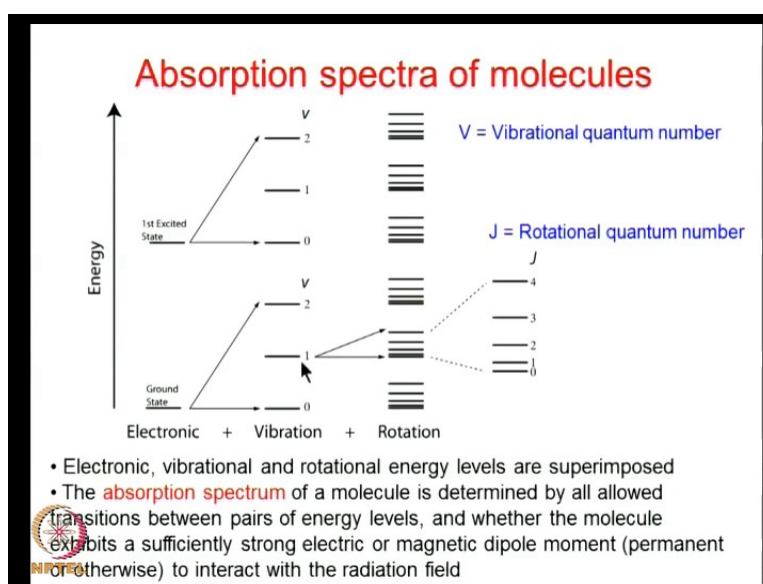 Absorption spectra of molecules
V
2
1
0
V = Vibrational quantum number
1st Excited
State
J = Rotational quantum number
J
4
3
2
1
0
Energy
V
2
1
0
Ground
State
Electronic + Vibration + Rotation
• Electronic, vibrational and rotational energy levels are superimposed
• The absorption spectrum of a molecule is determined by all allowed
transitions between pairs of energy levels, and whether the molecule
exhibits a sufficiently strong electric or magnetic dipole moment (permanent
or otherwise) to interact with the radiation field
NPTEL